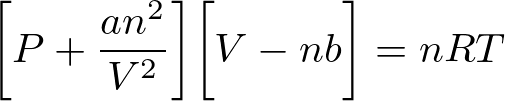 [P + an²/V²][V − nb] = nRT